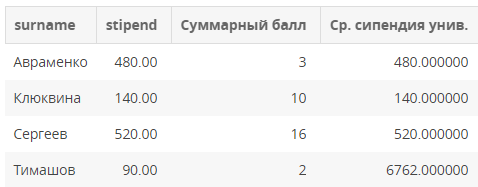 surname stipend Суммарный балл Ср. сипендия унив.
Авраменко 480.00 3 480.000000
Клюквина 140.00 10 140.000000
Сергеев 520.00 16 520.000000
Тимашов 90.00 2 6762.000000